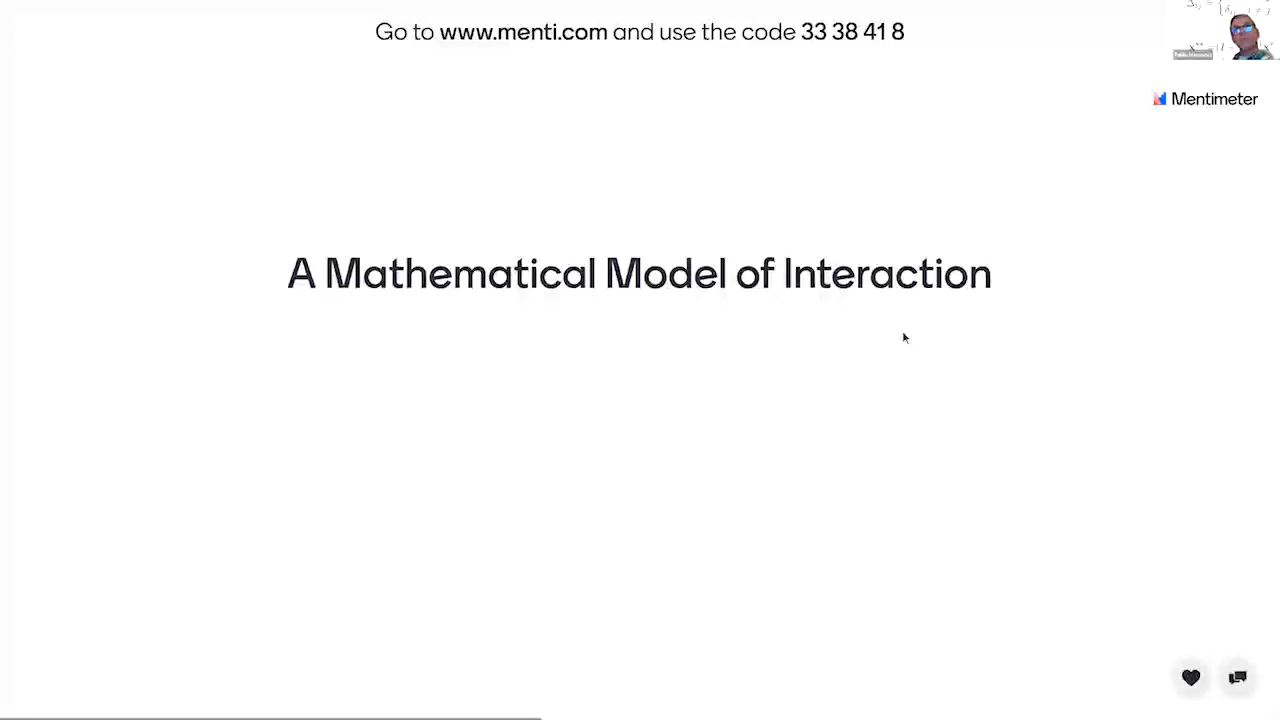 Go to www.menti.com and use the code 33 38 41 8
Mentimeter
A Mathematical Model of Interaction